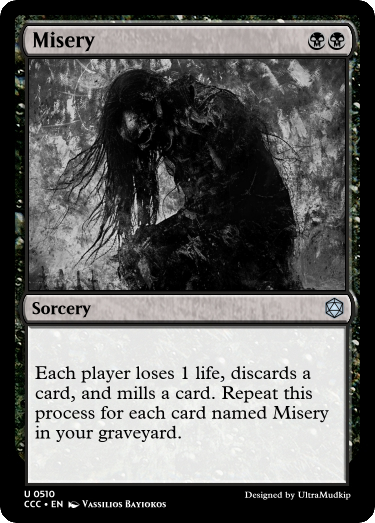 Misery
Sorcery
Each player loses 1 life, discards a
card, and mills a card. Repeat this
process for each card named Misery
in your graveyard.
U 0510
CCC • EN Vassilios Bayiokos
Designed by UltraMudkip